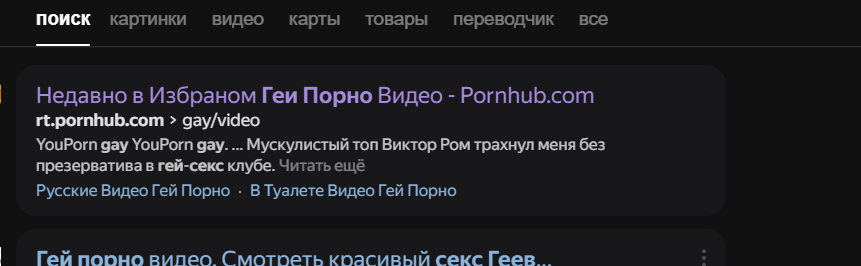 поиск картинки видео карты товары переводчик все
Недавно в Избраном Геи Порно Видео - Pornhub.com
rt.pornhub.com > gay/video
YouPorn gay YouPorn gay. ... Мускулистый топ Виктор Ром трахнул меня без
презерватива в гей-секс клубе. Читать ещё
Русские Видео Гей Порно · В Туалете Видео Гей Порно
Гей порно видео. Смотреть красивый секс Геев...